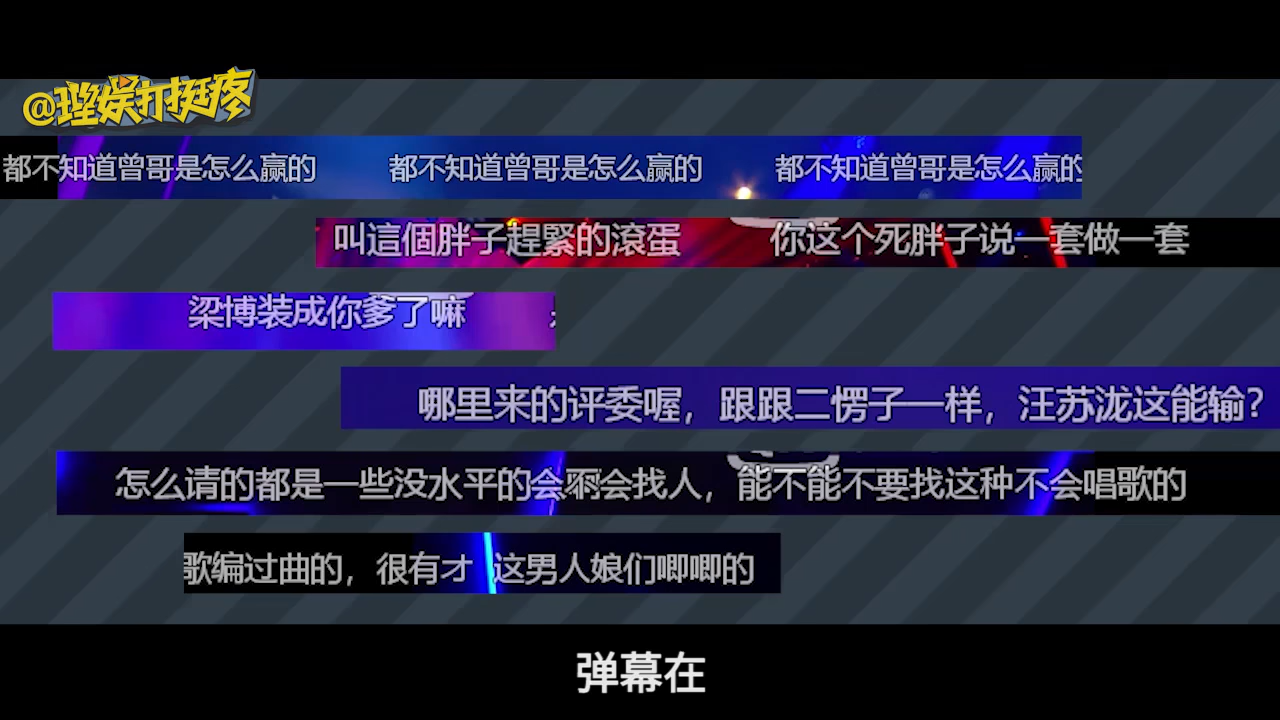 @理娱打挺疼
都不知道曾哥是怎么赢的 都不知道曾哥是怎么赢的 都不知道曾哥是怎么赢的
叫這個胖子趕緊的滾蛋 你这个死胖子说一套做一套
梁博装成你爹了嘛
哪里来的评委喔，跟跟二愣子一样，汪苏泷这能输？
怎么请的都是一些没水平的会 会找人，能不能不要找这种不会唱歌的
歌编过曲的，很有才 这男人娘们唧唧的
弹幕在